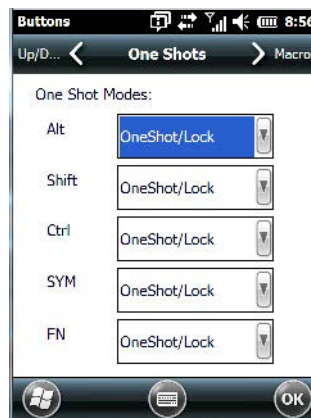 Buttons 8:56
Up/D... One Shots Macro
One Shot Modes:
Alt OneShot/Lock
Shift OneShot/Lock
Ctrl OneShot/Lock
SYM OneShot/Lock
FN OneShot/Lock
OK